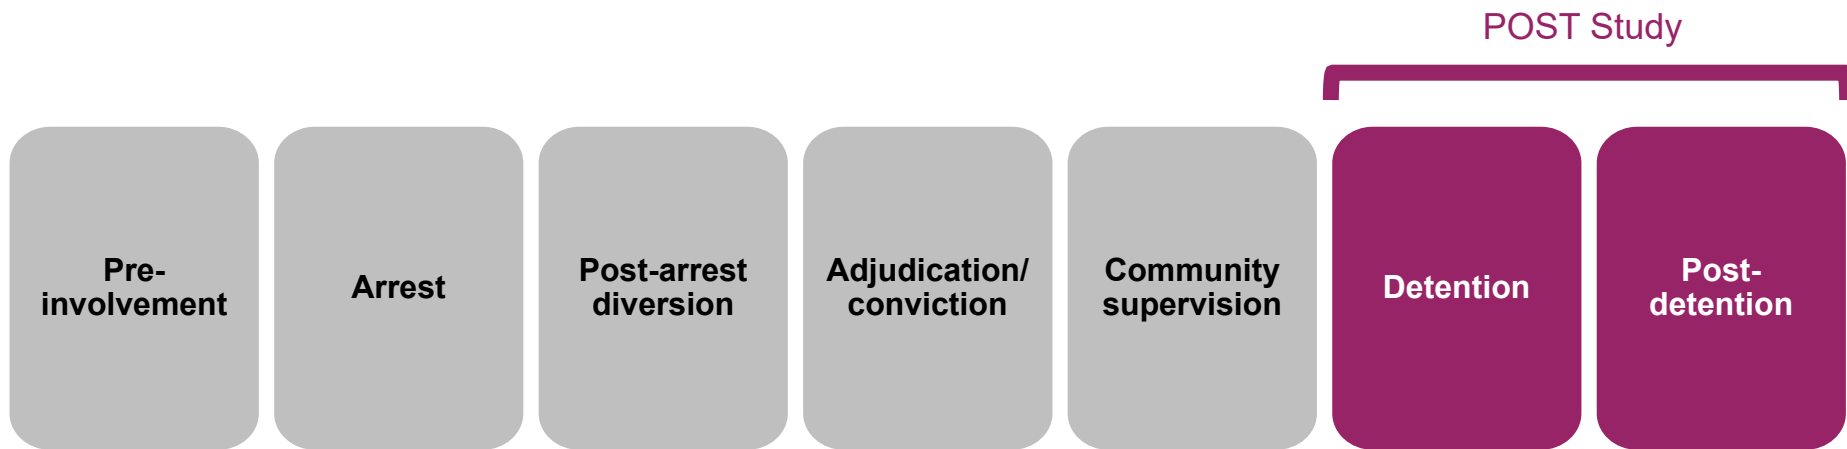 POST Study
Pre-
involvement
Arrest
Post-arrest
diversion
Adjudication/
conviction
Community
supervision
Detention
Post-
detention